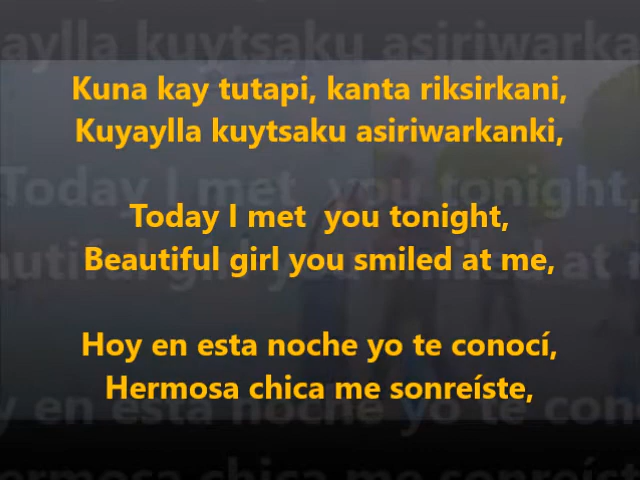 Kuna kay tutapi, kanta riksirkani,
Kuyaylla kuytsaku asiriwarkanki,
Today I met  you tonight,
Beautiful girl you smiled at me,
Hoy en esta noche yo te conocí,
Hermosa chica me sonreíste,